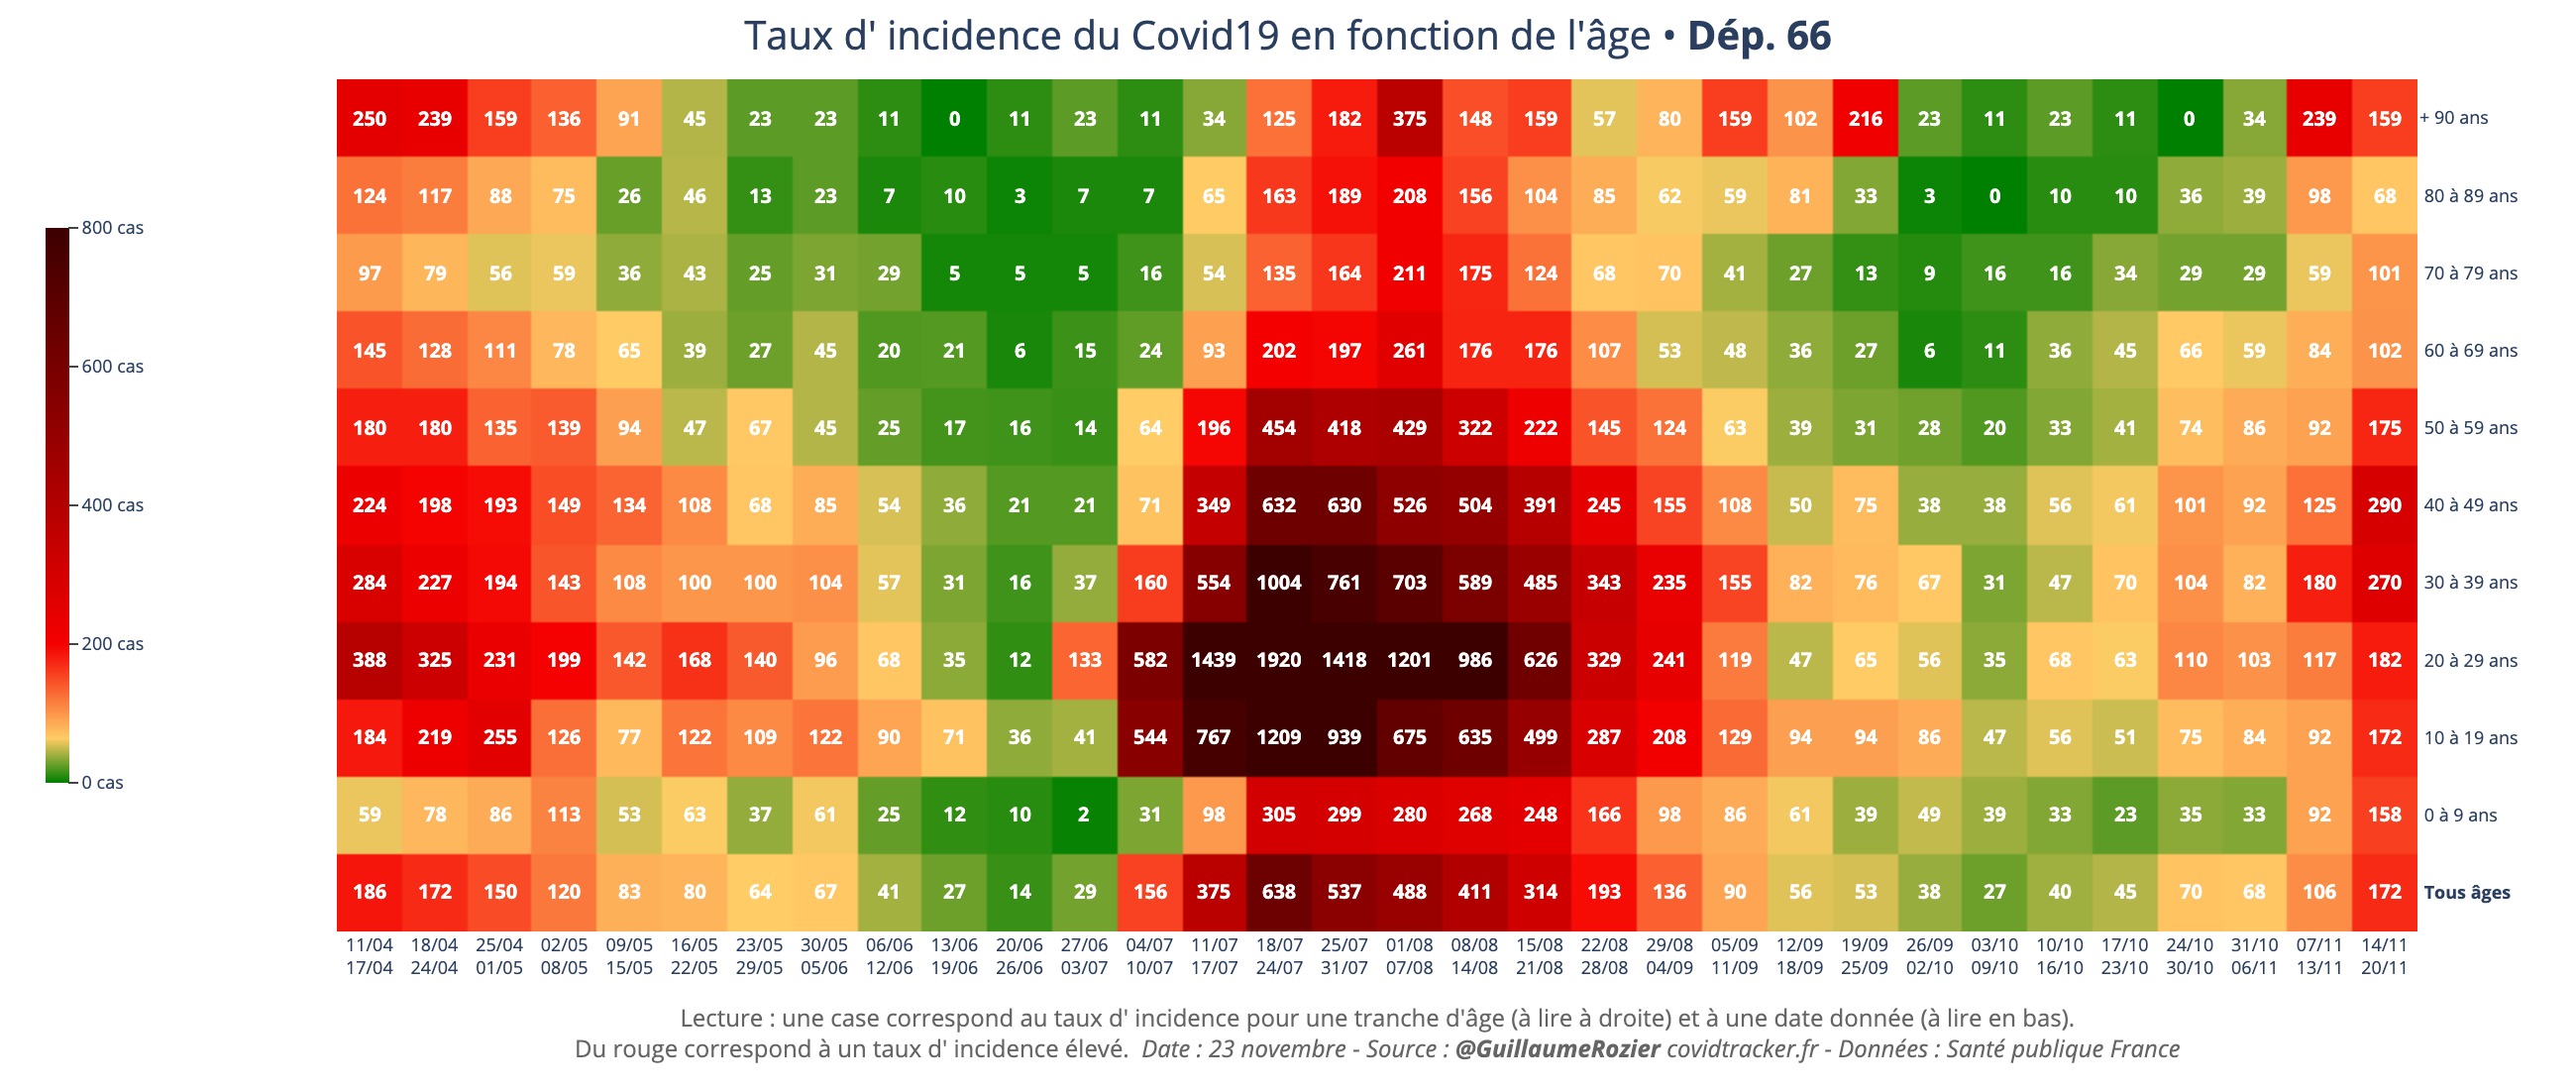 Taux d' incidence du Covid19 en fonction de l'âge • Dép. 66
800 cas
600 cas
400 cas
200 cas
0 cas
250 239 159 136 91 45 23 23 11 0 11 23 11 34 125 182 375 148 159 57 80 159 102 216 23 11 23 11 0 34 239 159 + 90 ans
124 117 88 75 26 46 13 23 7 10 3 7 7 65 163 189 208 156 104 85 62 59 81 33 3 0 10 10 36 39 98 68 80 à 89 ans
97 79 56 59 36 43 25 31 29 5 5 5 16 54 135 164 211 175 124 68 70 41 27 13 9 16 16 34 29 29 59 101 70 à 79 ans
145 128 111 78 65 39 27 45 20 21 6 15 24 93 202 197 261 176 176 107 53 48 36 27 6 11 36 45 66 59 84 102 60 à 69 ans
180 180 135 139 94 47 67 45 25 17 16 14 64 196 454 418 429 322 222 145 124 63 39 31 28 20 33 41 74 86 92 175 50 à 59 ans
224 198 193 149 134 108 68 85 54 36 21 21 71 349 632 630 526 504 391 245 155 108 50 75 38 38 56 61 101 92 125 290 40 à 49 ans
284 227 194 143 108 100 100 104 57 31 16 37 160 554 1004 761 703 589 485 343 235 155 82 76 67 31 47 70 104 82 180 270 30 à 39 ans
388 325 231 199 142 168 140 96 68 35 12 133 582 1439 1920 1418 1201 986 626 329 241 119 47 65 56 35 68 63 110 103 117 182 20 à 29 ans
184 219 255 126 77 122 109 122 90 71 36 41 544 767 1209 939 675 635 499 287 208 129 94 94 86 47 56 51 75 84 92 172 10 à 19 ans
59 78 86 113 53 63 37 61 25 12 10 2 31 98 305 299 280 268 248 166 98 86 61 39 49 39 33 23 35 33 92 158 0 à 9 ans
186 172 150 120 83 80 64 67 41 27 14 29 156 375 638 537 488 411 314 193 136 90 56 53 38 27 40 45 70 68 106 172 Tous âges
11/04 18/04 25/04 02/05 09/05 16/05 23/05 30/05 06/06 13/06 20/06 27/06 04/07 11/07 18/07 25/07 01/08 08/08 15/08 22/08 29/08 05/09 12/09 19/09 26/09 03/10 10/10 17/10 24/10 31/10 07/11 14/11
17/04 24/04 01/05 08/05 15/05 22/05 29/05 05/06 12/06 19/06 26/06 03/07 10/07 17/07 24/07 31/07 07/08 14/08 21/08 28/08 04/09 11/09 18/09 25/09 02/10 09/10 16/10 23/10 30/10 06/11 13/11 20/11
Lecture : une case correspond au taux d' incidence pour une tranche d'âge (à lire à droite) et à une date donnée (à lire en bas).
Du rouge correspond à un taux d' incidence élevé. Date : 23 novembre - Source : @GuillaumeRozier covidtracker.fr - Données : Santé publique France